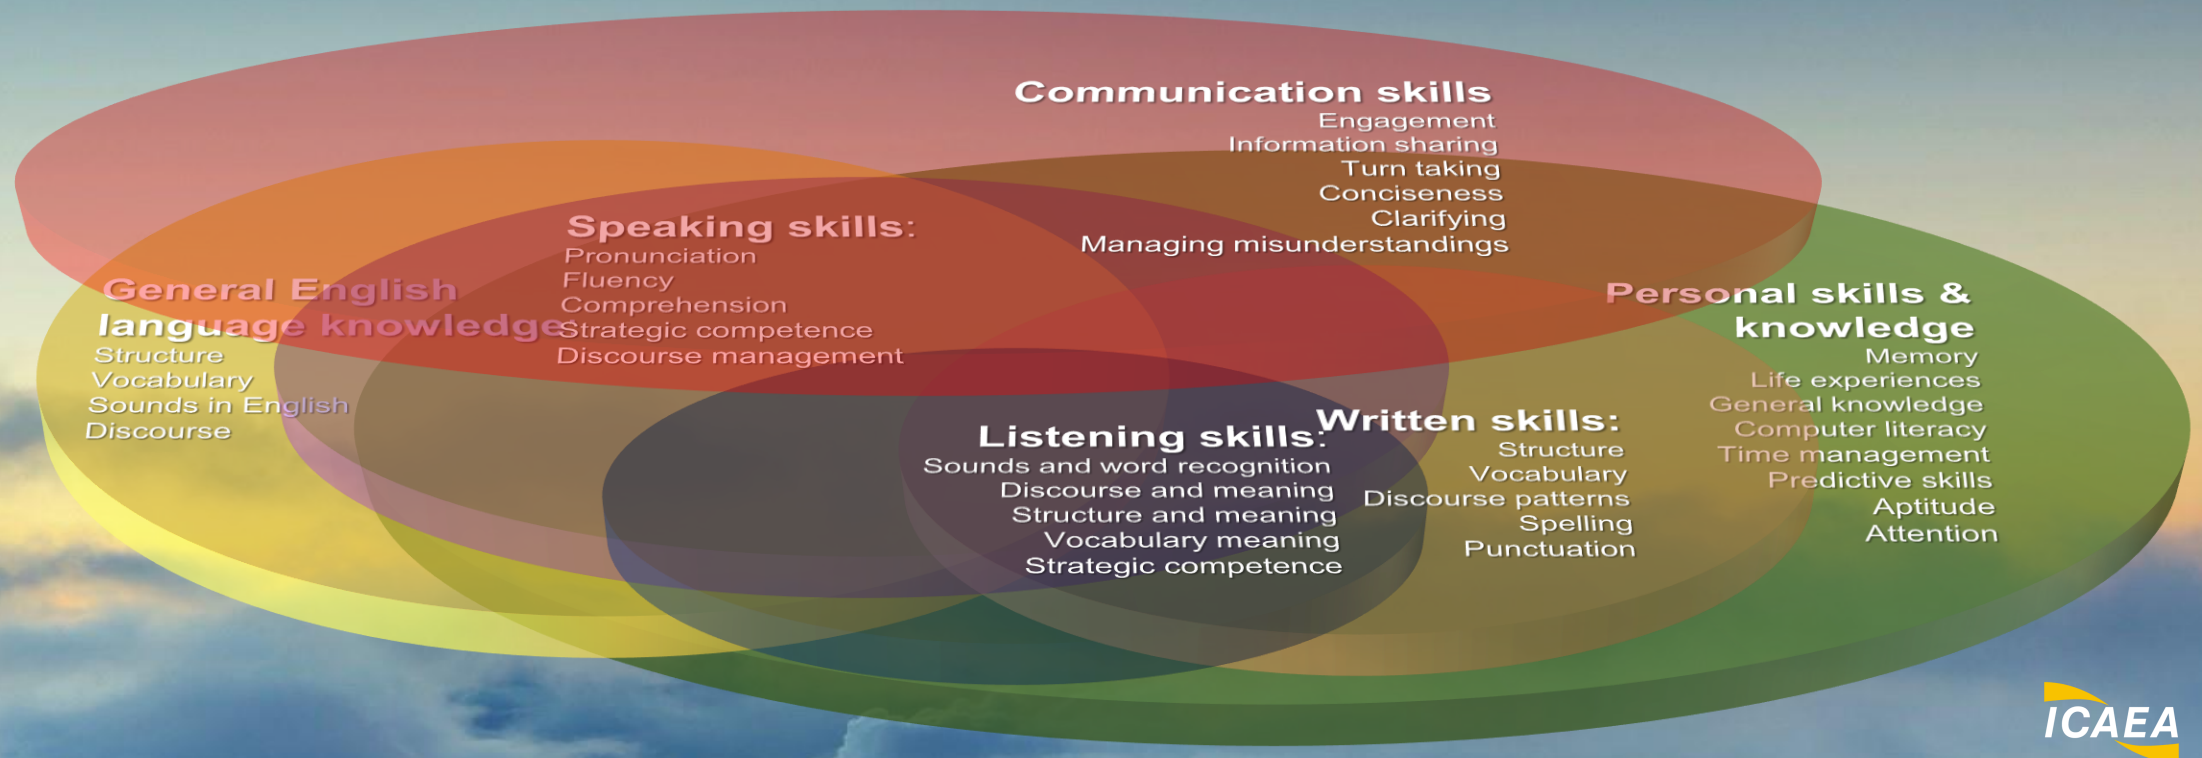 Communication skills
Engagement
Information sharing
Turn taking
Conciseness
Clarifying
Managing misunderstandings
Speaking skills:
Pronunciation
Fluency
Comprehension
Strategic competence
Discourse management
General English
language knowledge
Structure
Vocabulary
Sounds in English
Discourse
Personal skills &
knowledge
Memory
Life experiences
General knowledge
Computer literacy
Time management
Predictive skills
Aptitude
Attention
Listening skills:
Sounds and word recognition
Discourse and meaning
Structure and meaning
Vocabulary meaning
Strategic competence
Written skills:
Structure
Vocabulary
Discourse patterns
Spelling
Punctuation
ICAEA